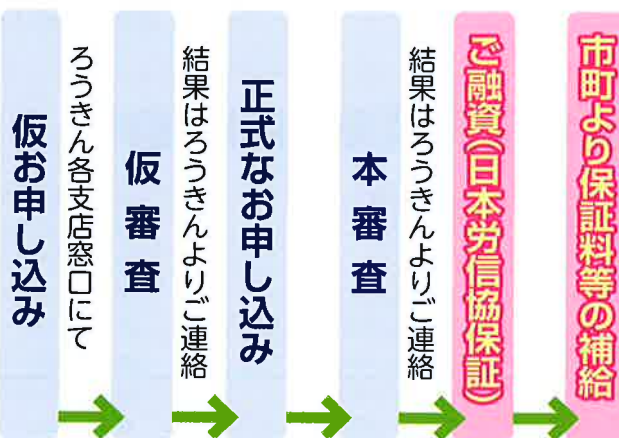 仮お申し込み
ろうきん各支店窓口にて
仮審査
結果はろうきんよりご連絡
正式なお申し込み
本審査
結果はろうきんよりご連絡
ご融資(日本労信協保証)
市町より保証料等の補給